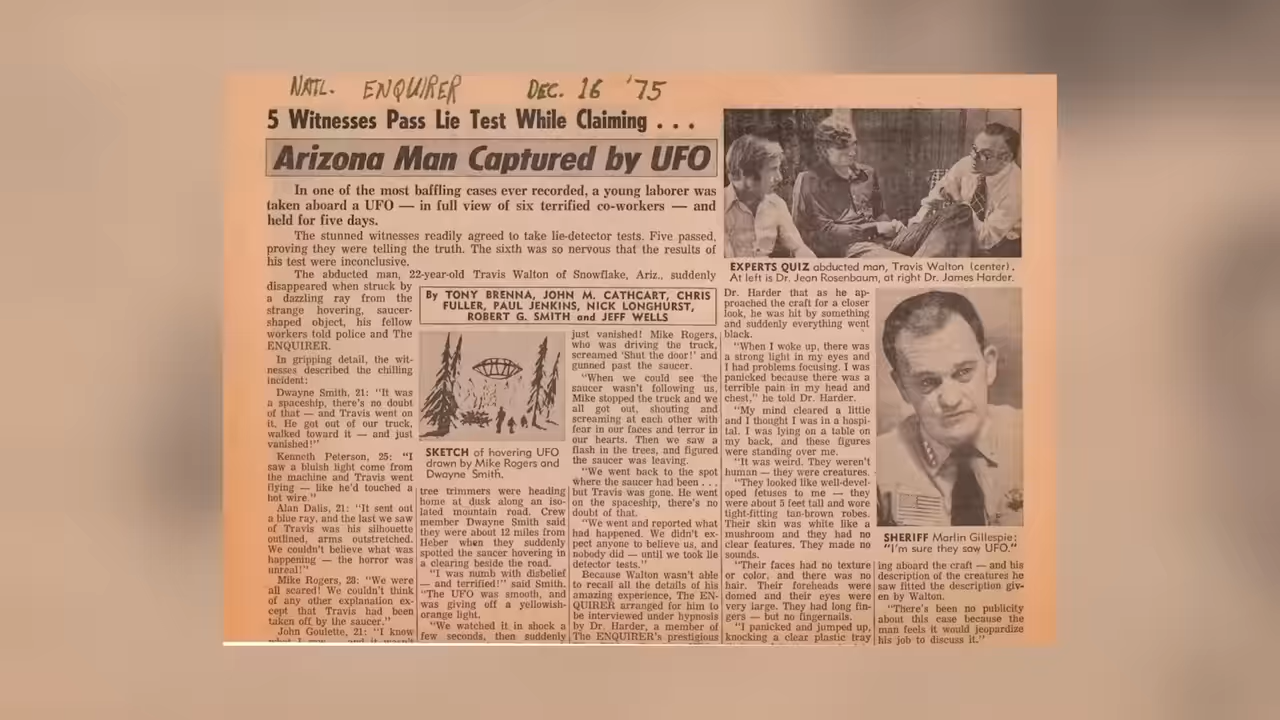 NATL. ENQUIRER DEC. 16 '75
5 Witnesses Pass Lie Test While Claiming . . .
Arizona Man Captured by UFO
In one of the most baffling cases ever recorded, a young laborer was
taken aboard a UFO — in full view of six terrified co-workers — and
held for five days.
The stunned witnesses readily agreed to take lie-detector tests. Five passed,
proving they were telling the truth. The sixth was so nervous that the results of
his test were inconclusive.
The abducted man, 22-year-old Travis Walton of Snowflake, Ariz., suddenly
disappeared when struck by
a dazzling ray from the
strange hovering, saucer-
shaped object, his fellow
workers told police and The
ENQUIRER.
In gripping detail, the wit-
nesses described the chilling
incident:
Dwayne Smith, 21: "It was
a spaceship, there's no doubt
of that — and Travis went on
it. He got out of our truck,
walked toward it — and just
vanished!"
Kenneth Peterson, 25: "I
saw a bluish light come from
the machine and Travis went
flying — like he'd touched a
hot wire."
Alan Dalis, 21: "It sent out
a blue ray, and the last we saw
of Travis was his silhouette
outlined, arms outstretched.
We couldn't believe what was
happening — the horror was
unreal!"
Mike Rogers, 28: "We were
all scared! We couldn't think
of any other explanation ex-
cept that Travis had been
taken off by the saucer."
John Goulette, 21: "I know
By TONY BRENNA, JOHN M. CATHCART, CHRIS
FULLER, PAUL JENKINS, NICK LONGHURST,
ROBERT G. SMITH and JEFF WELLS
SKETCH of hovering UFO
drawn by Mike Rogers and
Dwayne Smith.
tree trimmers were heading
home at dusk along an iso-
lated mountain road. Crew
member Dwayne Smith said
they were about 12 miles from
Heber when they suddenly
spotted the saucer hovering in
a clearing beside the road.
"I was numb with disbelief
— and terrified!" said Smith.
"The UFO was smooth, and
was giving off a yellowish-
orange light.
"We watched it in shock a
few seconds, then suddenly
just vanished! Mike Rogers,
who was driving the truck,
screamed 'Shut the door!' and
gunned past the saucer.
"When we could see the
saucer wasn't following us,
Mike stopped the truck and we
all got out, shouting and
screaming at each other with
fear in our faces and terror in
our hearts. Then we saw a
flash in the trees, and figured
the saucer was leaving.
"We went back to the spot
where the saucer had been . . .
but Travis was gone. He went
on the spaceship, there's no
doubt of that.
"We went and reported what
had happened. We didn't ex-
pect anyone to believe us, and
nobody did — until we took lie
detector tests."
Because Walton wasn't able
to recall all the details of his
amazing experience, The EN-
QUIRER arranged for him to
be interviewed under hypnosis
by Dr. Harder, a member of
The ENQUIRER's prestigious
EXPERTS QUIZ abducted man, Travis Walton (center).
At left is Dr. Jean Rosenbaum, at right Dr. James Harder.
Dr. Harder that as he ap-
proached the craft for a closer
look, he was hit by something
and suddenly everything went
black.
"When I woke up, there was
a strong light in my eyes and
I had problems focusing. I was
panicked because there was a
terrible pain in my head and
chest," he told Dr. Harder.
"My mind cleared a little
and I thought I was in a hospi-
tal. I was lying on a table on
my back, and these figures
were standing over me.
"It was weird. They weren't
human — they were creatures.
"They looked like well-devel-
oped fetuses to me — they
were about 5 feet tall and wore
tight-fitting tan-brown robes.
Their skin was white like a
mushroom and they had no
clear features. They made no
sounds.
"Their faces had no texture
or color, and there was no
hair. Their foreheads were
domed and their eyes were
very large. They had long fin-
gers — but no fingernails.
"I panicked and jumped up,
knocking a clear plastic tray
SHERIFF Marlin Gillespie:
"I'm sure they saw UFO."
ing aboard the craft — and his
description of the creatures he
saw fitted the description giv-
en by Walton.
"There's been no publicity
about this case because the
man feels it would jeopardize
his job to discuss it."